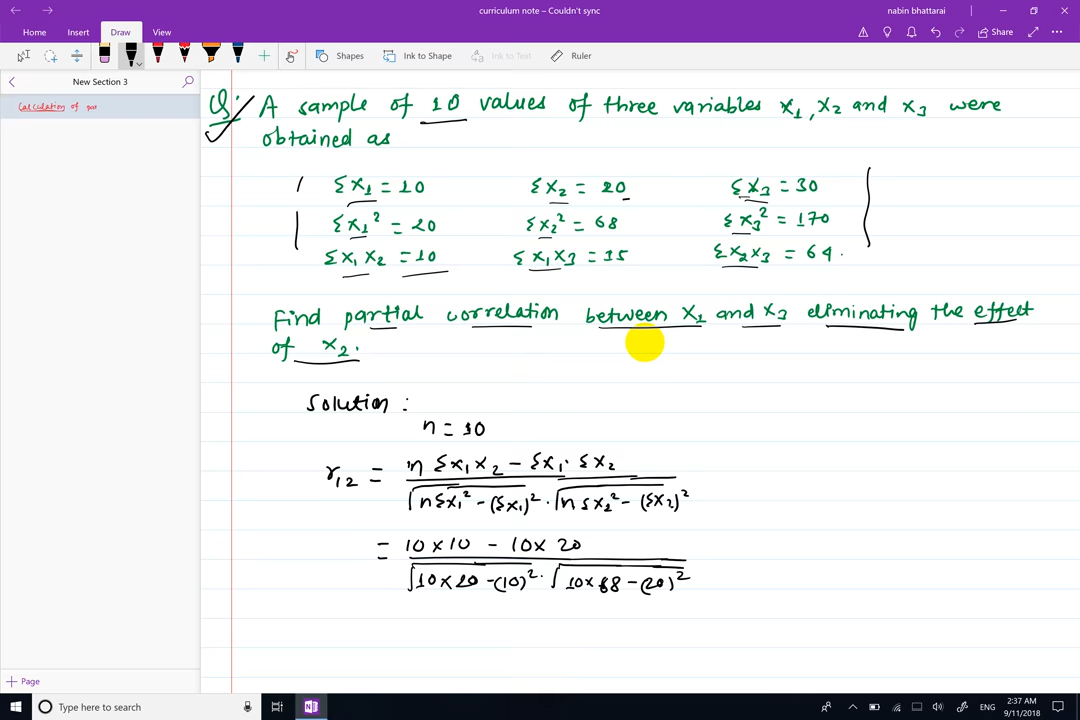 curriculum note – Couldn't sync
nabin bhattarai
Home Insert Draw View
Share
Shapes Ink to Shape Ink to Text Ruler
New Section 3
Calculation of par
Q: A sample of 10 values of three variables x₁, x₂ and x₃ were
obtained as
Σx₁ = 10 Σx₂ = 20 Σx₃ = 30
Σx₁² = 20 Σx₂² = 68 Σx₃² = 170
Σx₁x₂ = 10 Σx₁x₃ = 15 Σx₂x₃ = 64.
Find partial correlation between x₁ and x₃ eliminating the effect
of x₂.
Solution:
n = 10
r₁₂ = n Σx₁x₂ – Σx₁. Σx₂
√nΣx₁² – (Σx₁)² . √nΣx₂² – (Σx₂)²
= 10 × 10 – 10 × 20
√10 × 20 – (10)² . √10 × 68 – (20)²
+ Page
Type here to search
ENG
2:37 AM
9/11/2018